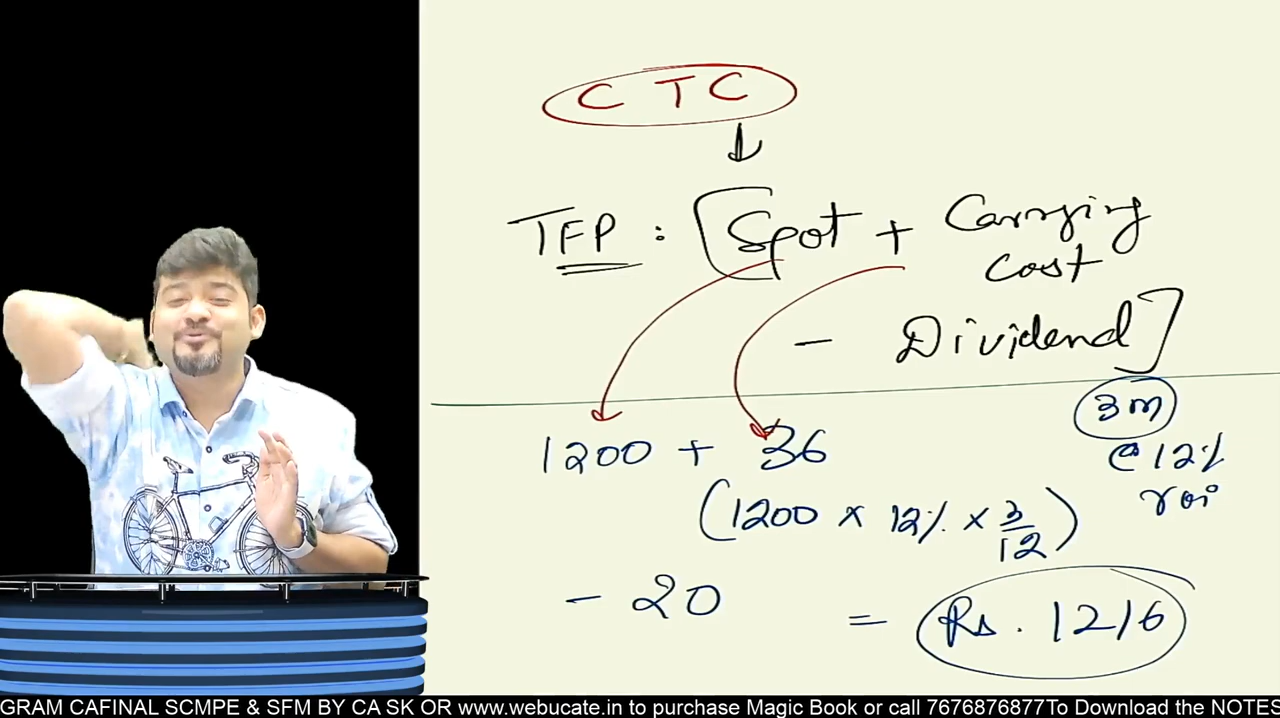 C T C
TFP : [Spot + Carrying
cost
- Dividend]
3m
@ 12%
roi
1200 + 36
(1200 × 12% × 3/12)
- 20
= Rs. 1216
GRAM CAFINAL SCMPE & SFM BY CA SK OR www.webucate.in to purchase Magic Book or call 7676876877To Download the NOTES